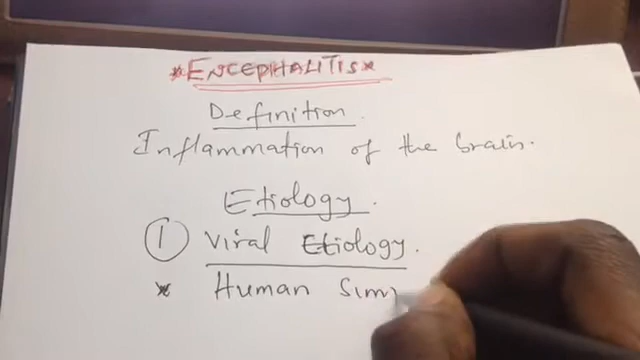 *ENCEPHALITIS*
Definition.
Inflammation of the brain.
Etiology.
① Viral Etiology.
* Human